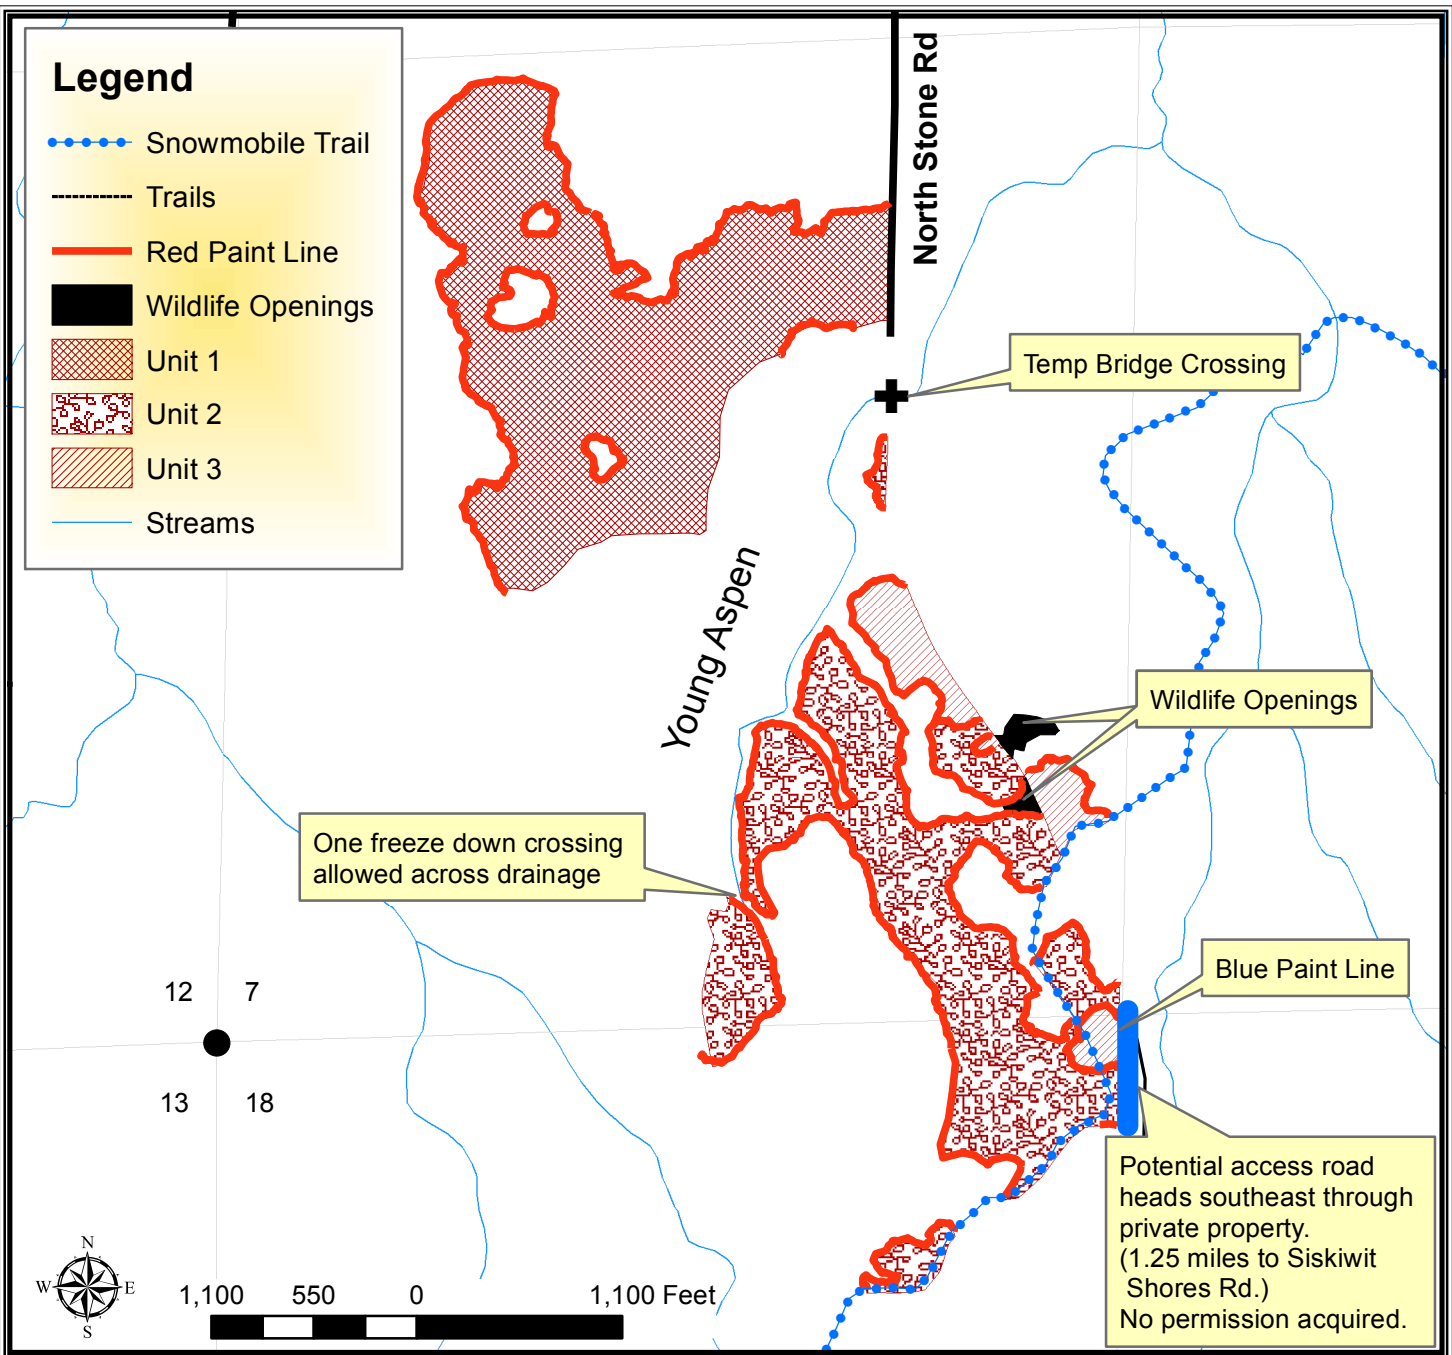 Legend
Snowmobile Trail
Trails
Red Paint Line
Wildlife Openings
Unit 1
Unit 2
Unit 3
Streams
North Stone Rd
Temp Bridge Crossing
Young Aspen
Wildlife Openings
One freeze down crossing
allowed across drainage
Blue Paint Line
12 7
13 18
Potential access road
heads southeast through
private property.
(1.25 miles to Siskiwit
Shores Rd.)
No permission acquired.
N
W E
S
1,100 550 0 1,100 Feet